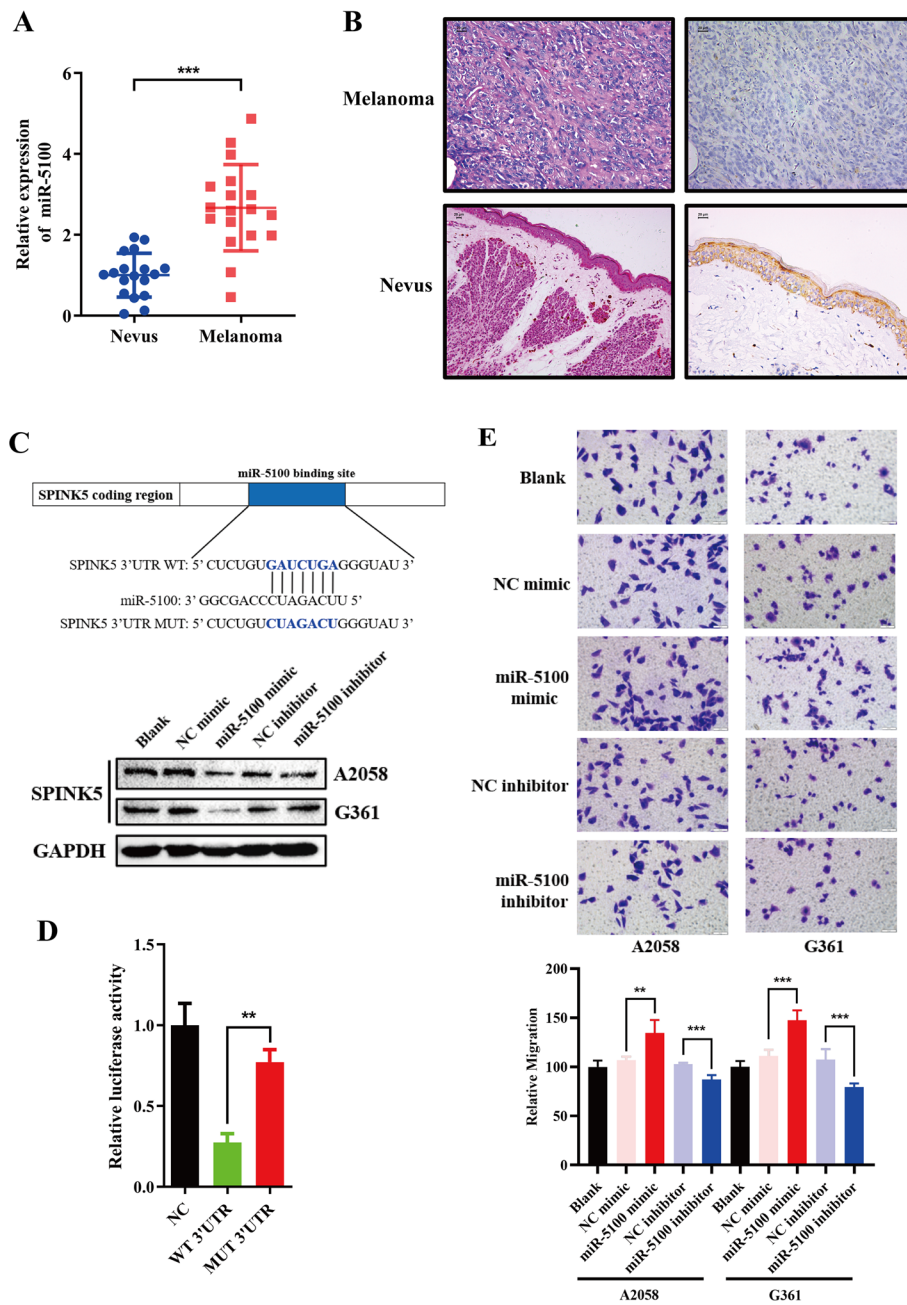 A
***
Relative expression
of miR-5100
6
4
2
0
Nevus
Melanoma
B
Melanoma
Nevus
20 μm
20 μm
C
miR-5100 binding site
SPINK5 coding region
SPINK5 3'UTR WT: 5' CUCUGUGAUCUGAGGGUAU 3'
miR-5100: 3' GGCGACCCUAGACUU 5'
SPINK5 3'UTR MUT: 5' CUCUGUCUAGACUGGGUAU 3'
Blank
NC mimic
miR-5100 mimic
NC inhibitor
miR-5100 inhibitor
SPINK5
A2058
G361
GAPDH
D
Relative luciferase activity
1.5
1.0
0.5
0.0
**
NC
WT 3'UTR
MUT 3'UTR
E
Blank
NC mimic
miR-5100
mimic
NC inhibitor
miR-5100
inhibitor
A2058
G361
Relative Migration
200
150
100
50
0
**
***
***
***
Blank
NC mimic
miR-5100 mimic
NC inhibitor
miR-5100 inhibitor
Blank
NC mimic
miR-5100 mimic
NC inhibitor
miR-5100 inhibitor
A2058
G361